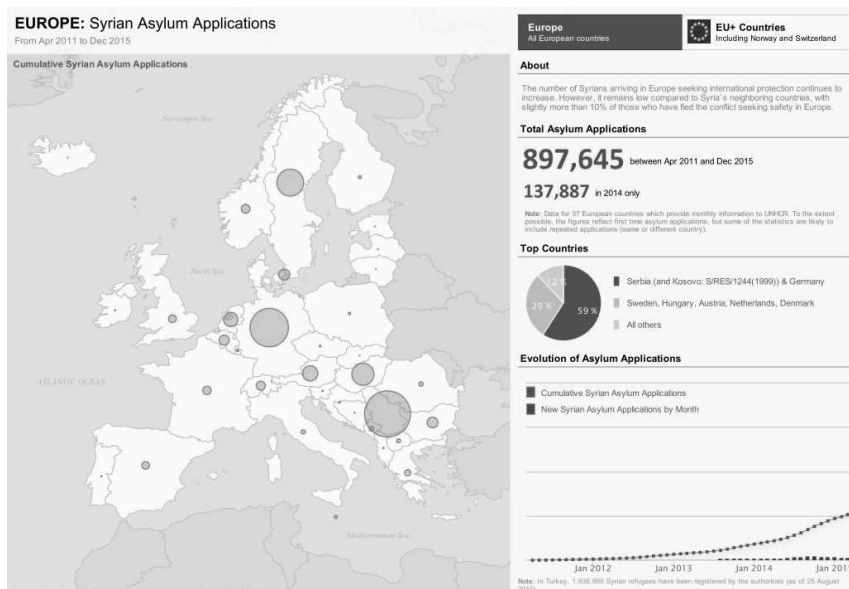 EUROPE: Syrian Asylum Applications
From Apr 2011 to Dec 2015
Cumulative Syrian Asylum Applications
Norwegian Sea
North Sea
ATLANTIC OCEAN
Mediterranean Sea
Europe
All European countries
EU+ Countries
Including Norway and Switzerland
About
The number of Syrians arriving in Europe seeking international protection continues to
increase. However, it remains low compared to Syria`s neighboring countries, with
slightly more than 10% of those who have fled the conflict seeking safety in Europe.
Total Asylum Applications
897,645 between Apr 2011 and Dec 2015
137,887 in 2014 only
Note: Data for 37 European countries which provide monthly information to UNHCR. To the extent
possible, the figures reflect first time asylum applications, but some of the statistics are likely to
include repeated applications (same or different country).
Top Countries
12 %
29 %
59 %
Serbia (and Kosovo: S/RES/1244(1999)) & Germany
Sweden, Hungary, Austria, Netherlands, Denmark
All others
Evolution of Asylum Applications
Cumulative Syrian Asylum Applications
New Syrian Asylum Applications by Month
Jan 2012
Jan 2013
Jan 2014
Jan 2015
Note: In Turkey, 1,938,999 Syrian refugees have been registered by the authorities (as of 25 August